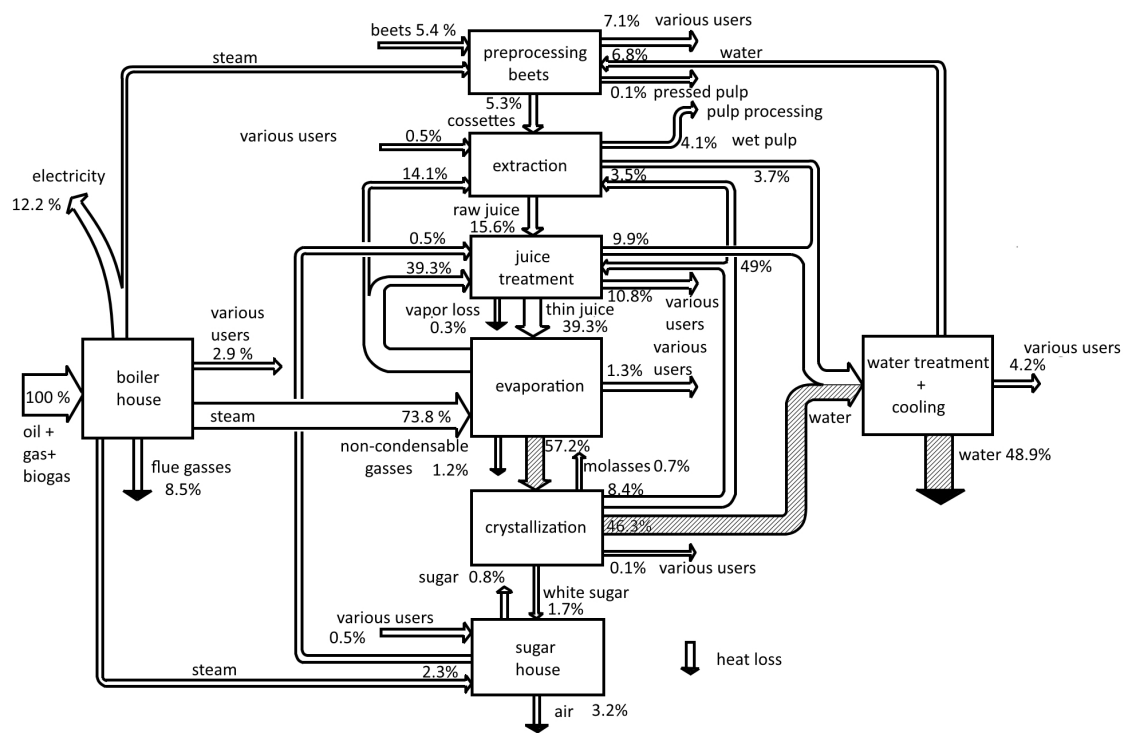 beets 5.4 %
7.1%
various users
preprocessing
beets
6.8%
water
steam
0.1%
pressed pulp
5.3%
cossettes
pulp processing
various users
0.5%
4.1%
wet pulp
extraction
14.1%
3.5%
3.7%
electricity
12.2 %
raw juice
15.6%
0.5%
9.9%
juice
treatment
39.3%
49%
10.8%
various
users
vapor loss
0.3%
thin juice
39.3%
various
users
2.9 %
various
users
1.3%
boiler
house
100 %
evaporation
water treatment
+
cooling
various users
4.2%
steam
73.8 %
water
oil +
gas+
biogas
non-condensable
gasses
1.2%
57.2%
flue gasses
8.5%
molasses 0.7%
water 48.9%
8.4%
crystallization
46.3%
0.1%
various users
sugar 0.8%
white sugar
1.7%
various users
0.5%
sugar
house
steam
2.3%
heat loss
air
3.2%